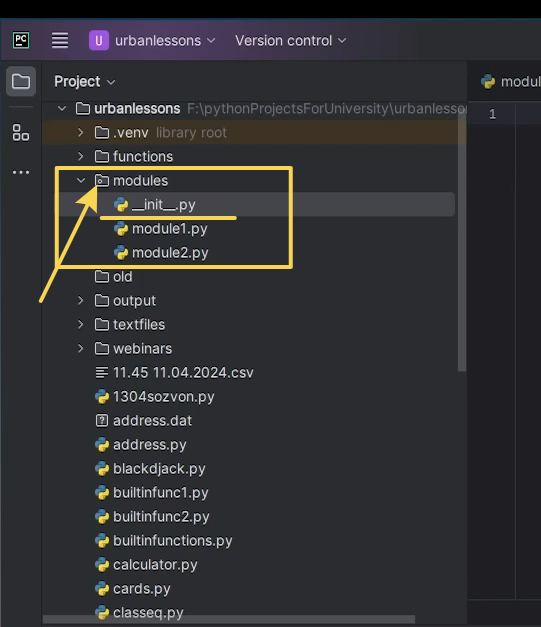 PC U urbanlessons Version control
Project modul
urbanlessons F:\pythonProjectsForUniversity\urbanlesson 1
.venv library root
functions
modules
__init__.py
module1.py
module2.py
old
output
textfiles
webinars
11.45 11.04.2024.csv
1304sozvon.py
address.dat
address.py
blackdjack.py
builtinfunc1.py
builtinfunc2.py
builtinfunctions.py
calculator.py
cards.py
classeq.py